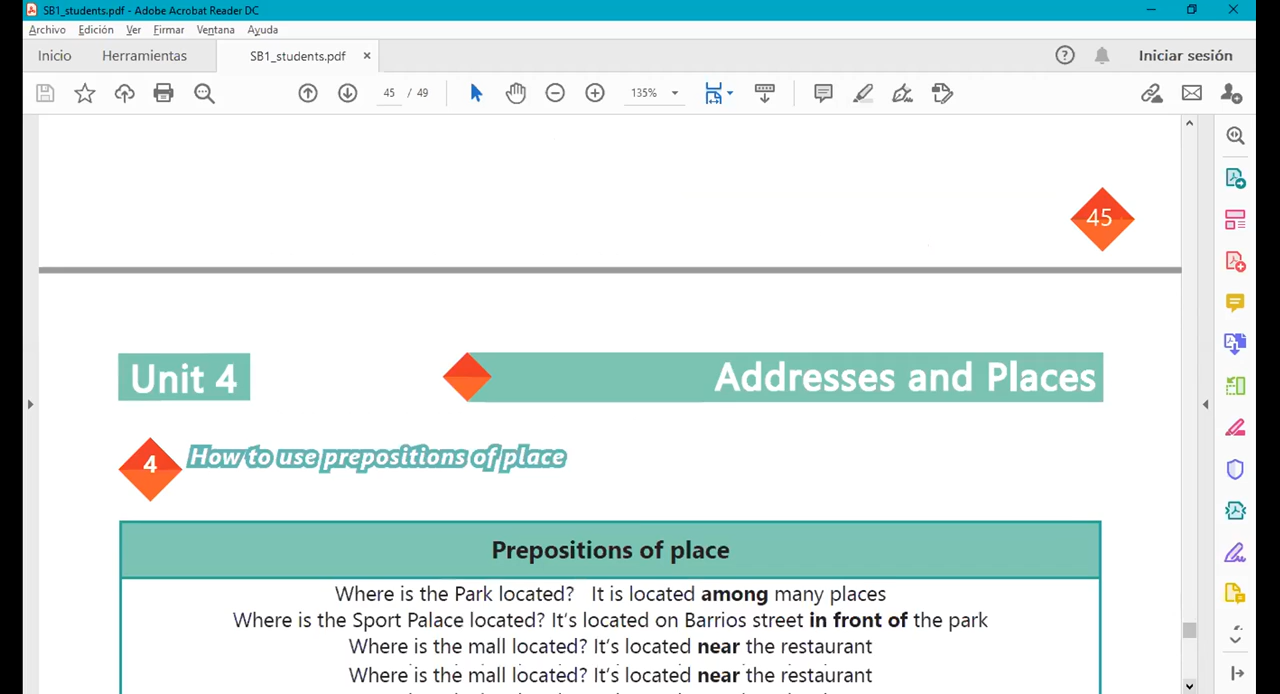 SB1_students.pdf - Adobe Acrobat Reader DC
Archivo Edición Ver Firmar Ventana Ayuda
Inicio Herramientas SB1_students.pdf × Iniciar sesión
45 / 49 135%
45
Unit 4 Addresses and Places
4 How to use prepositions of place
Prepositions of place
Where is the Park located? It is located among many places
Where is the Sport Palace located? It's located on Barrios street in front of the park
Where is the mall located? It's located near the restaurant
Where is the mall located? It's located near the restaurant